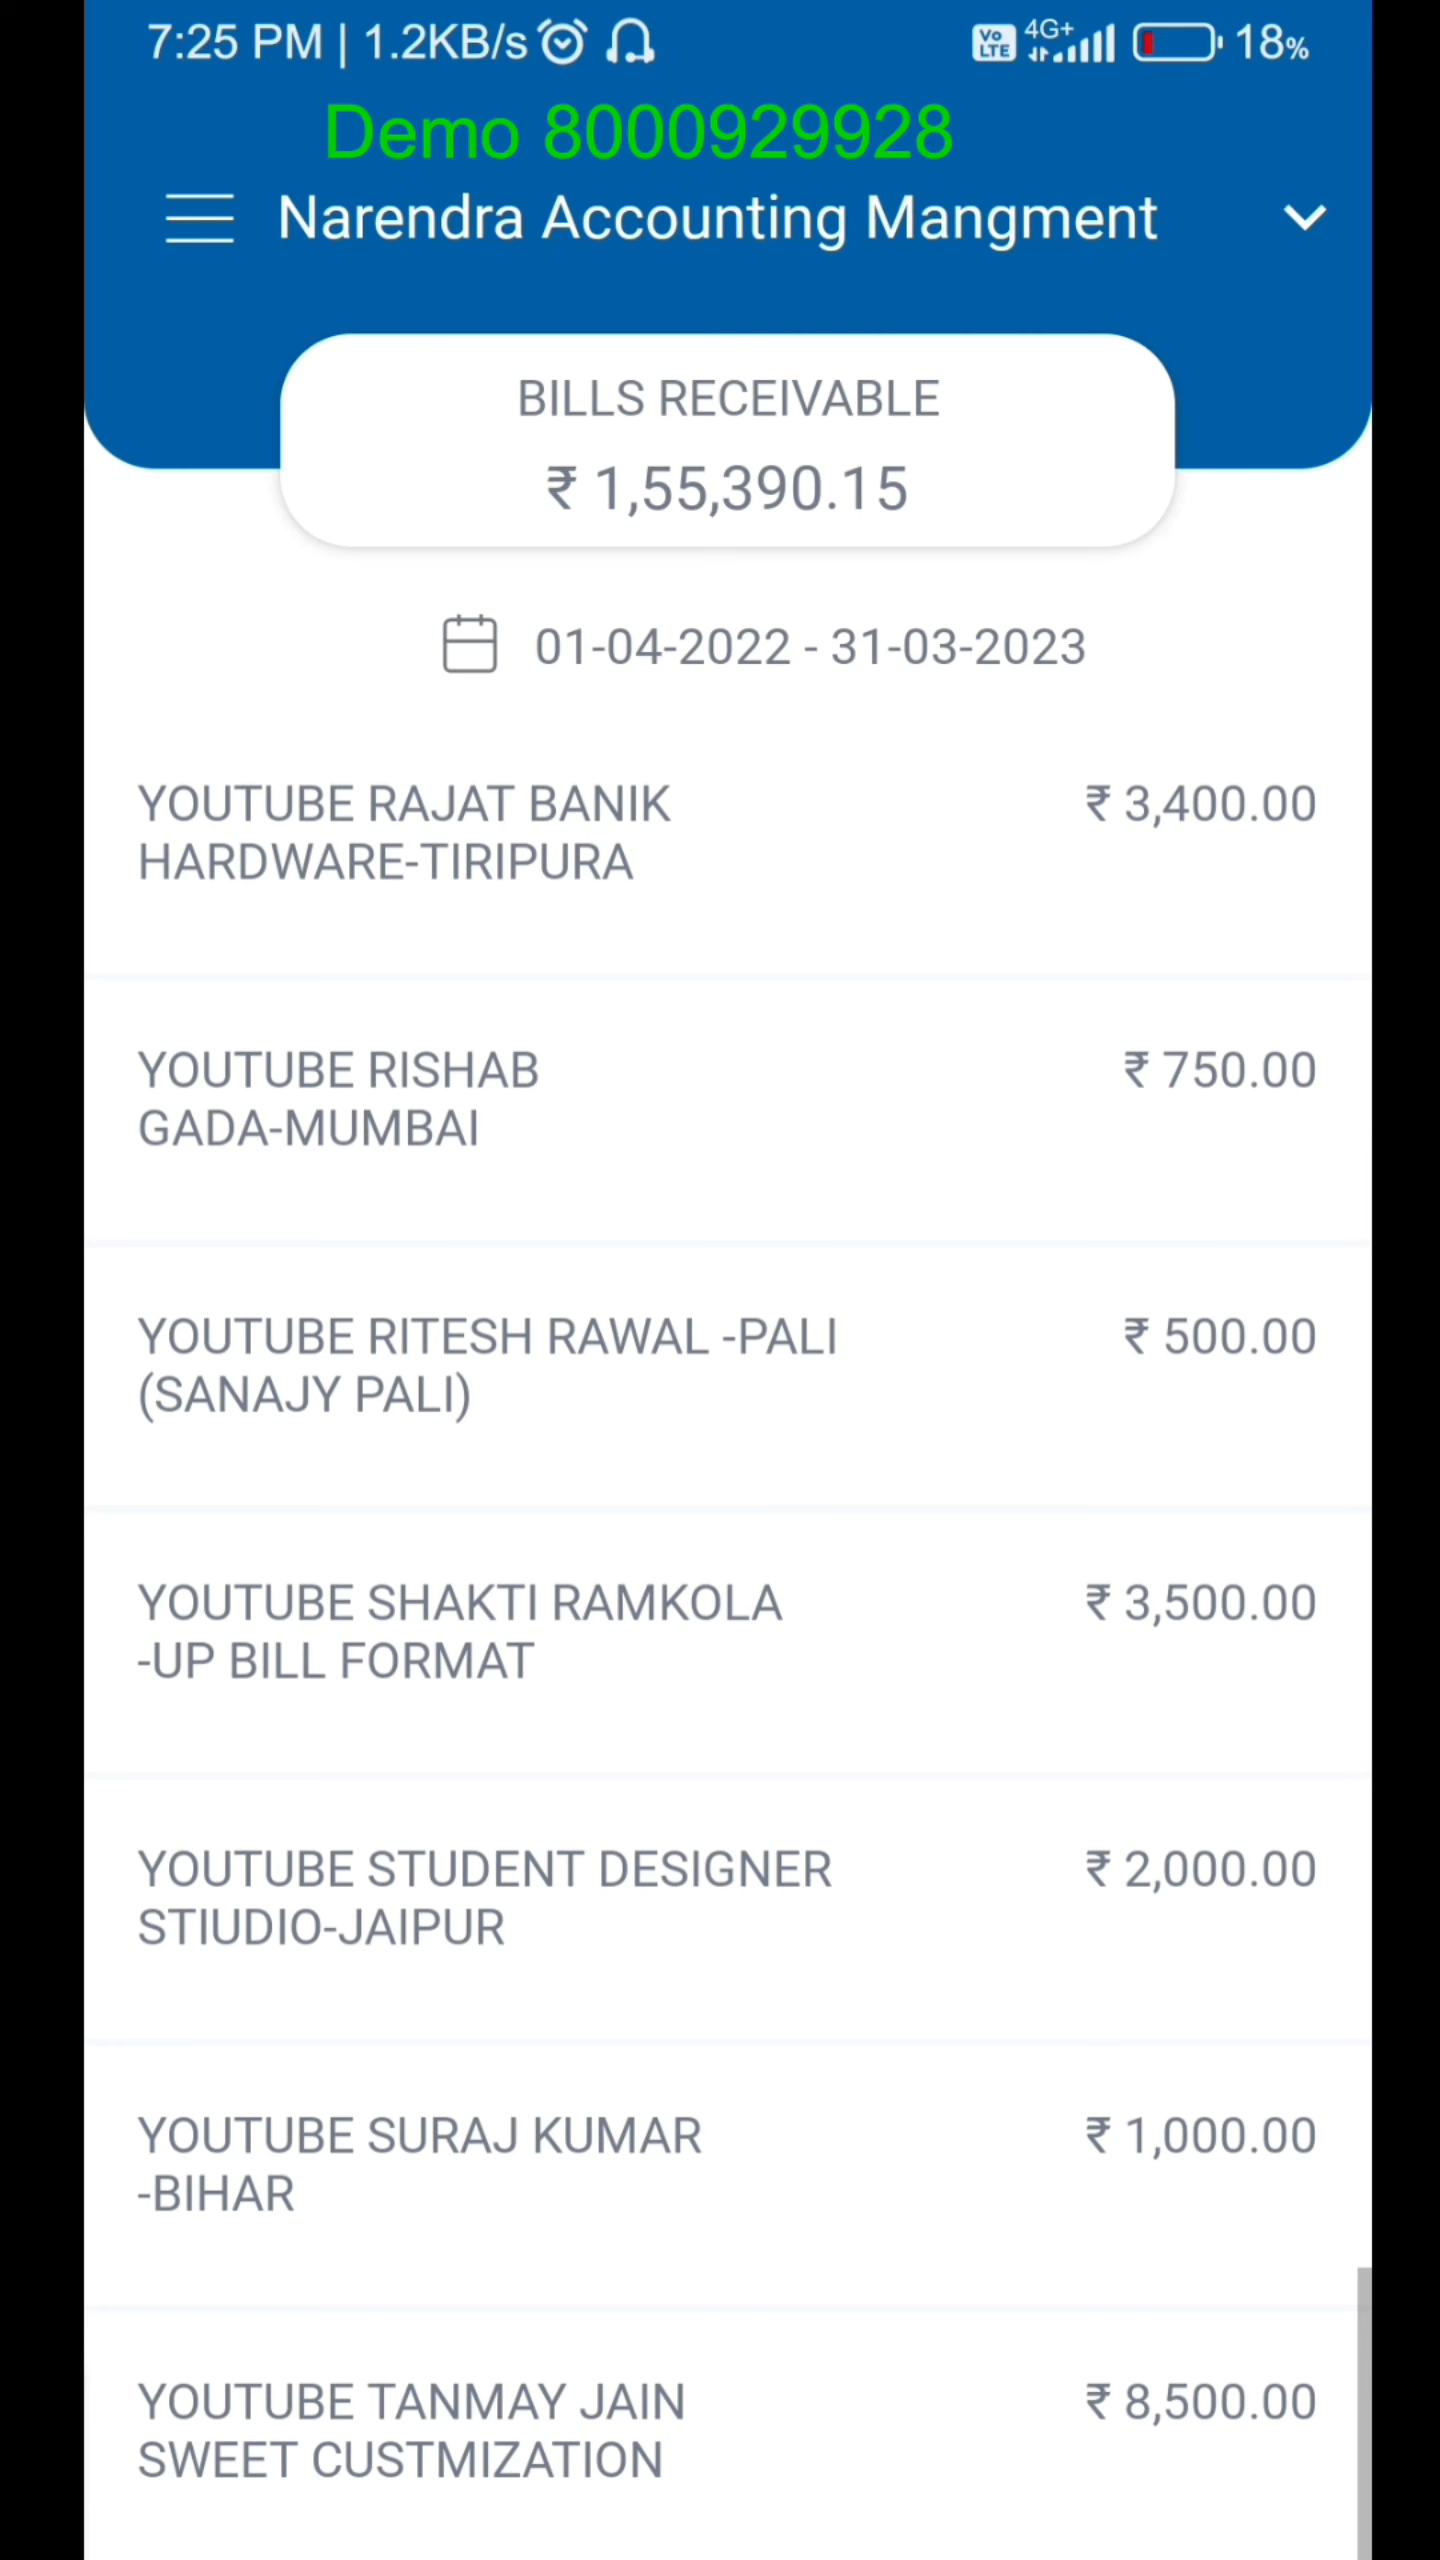 7:25 PM | 1.2KB/s Vo LTE 4G+ 18%
Demo 8000929928
Narendra Accounting Mangment
BILLS RECEIVABLE
₹ 1,55,390.15
01-04-2022 - 31-03-2023
YOUTUBE RAJAT BANIK ₹ 3,400.00
HARDWARE-TIRIPURA
YOUTUBE RISHAB ₹ 750.00
GADA-MUMBAI
YOUTUBE RITESH RAWAL -PALI ₹ 500.00
(SANAJY PALI)
YOUTUBE SHAKTI RAMKOLA ₹ 3,500.00
-UP BILL FORMAT
YOUTUBE STUDENT DESIGNER ₹ 2,000.00
STIUDIO-JAIPUR
YOUTUBE SURAJ KUMAR ₹ 1,000.00
-BIHAR
YOUTUBE TANMAY JAIN ₹ 8,500.00
SWEET CUSTMIZATION